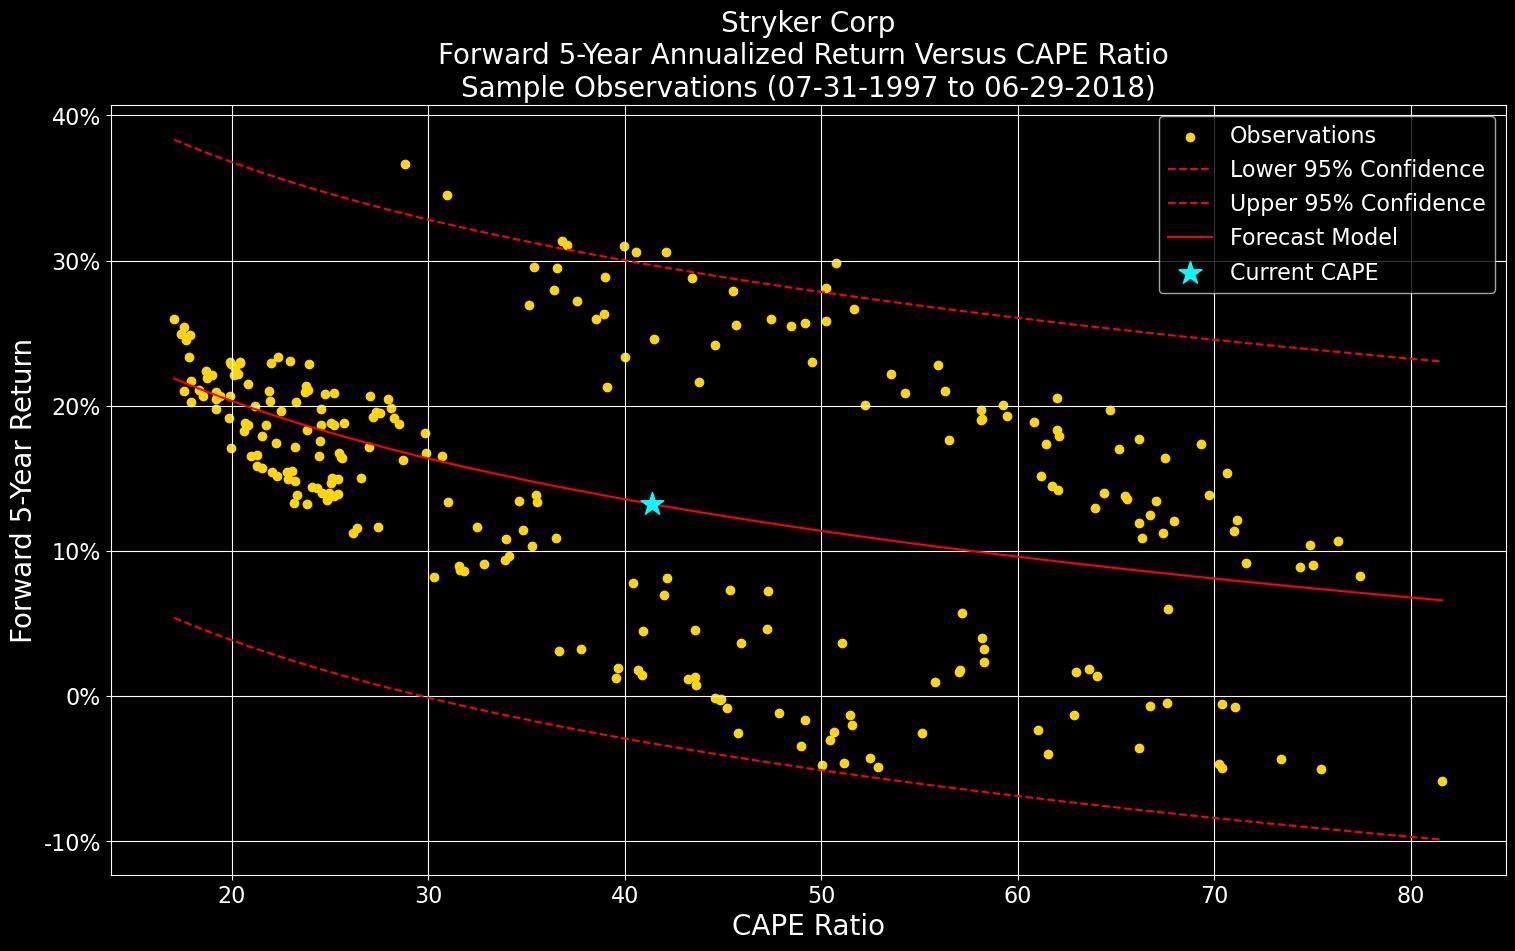 Stryker Corp
Forward 5-Year Annualized Return Versus CAPE Ratio
Sample Observations (07-31-1997 to 06-29-2018)
Observations
Lower 95% Confidence
Upper 95% Confidence
Forecast Model
Current CAPE
Forward 5-Year Return
40%
30%
20%
10%
0%
-10%
20 30 40 50 60 70 80
CAPE Ratio